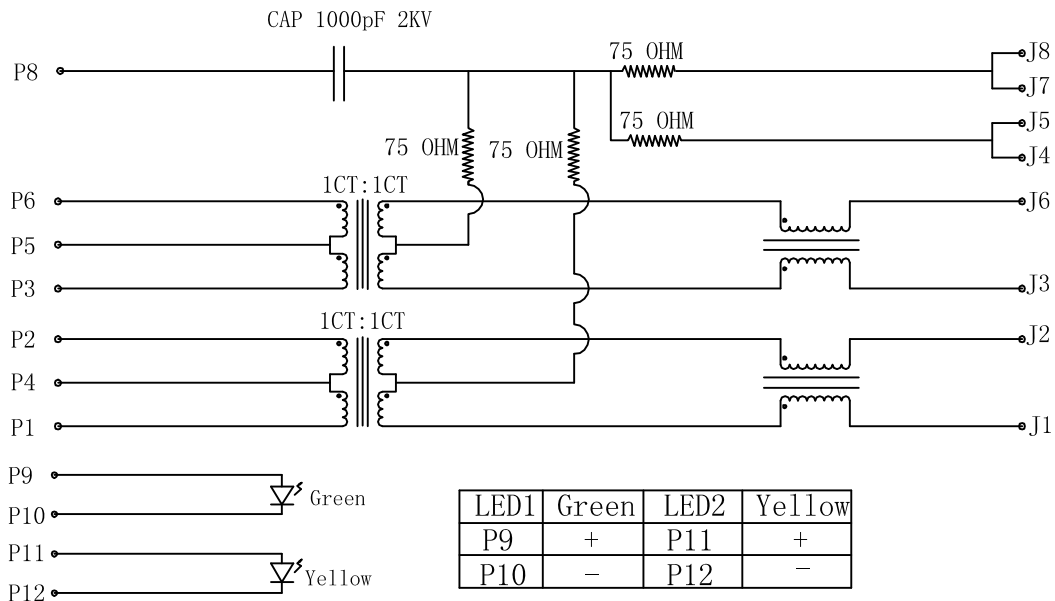 CAP 1000pF 2KV
75 OHM
J8
P8
J7
75 OHM
J5
75 OHM
75 OHM
J4
1CT:1CT
P6
J6
P5
P3
J3
1CT:1CT
P2
J2
P4
P1
J1
P9
Green
P10
P11
Yellow
P12
LED1 Green LED2 Yellow
P9 + P11 +
P10 - P12 -